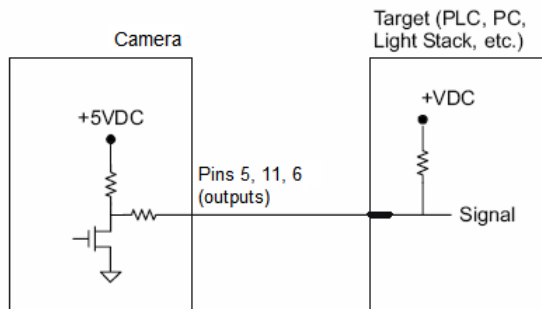 Camera
Target (PLC, PC,
Light Stack, etc.)
+5VDC
+VDC
Pins 5, 11, 6
(outputs)
Signal